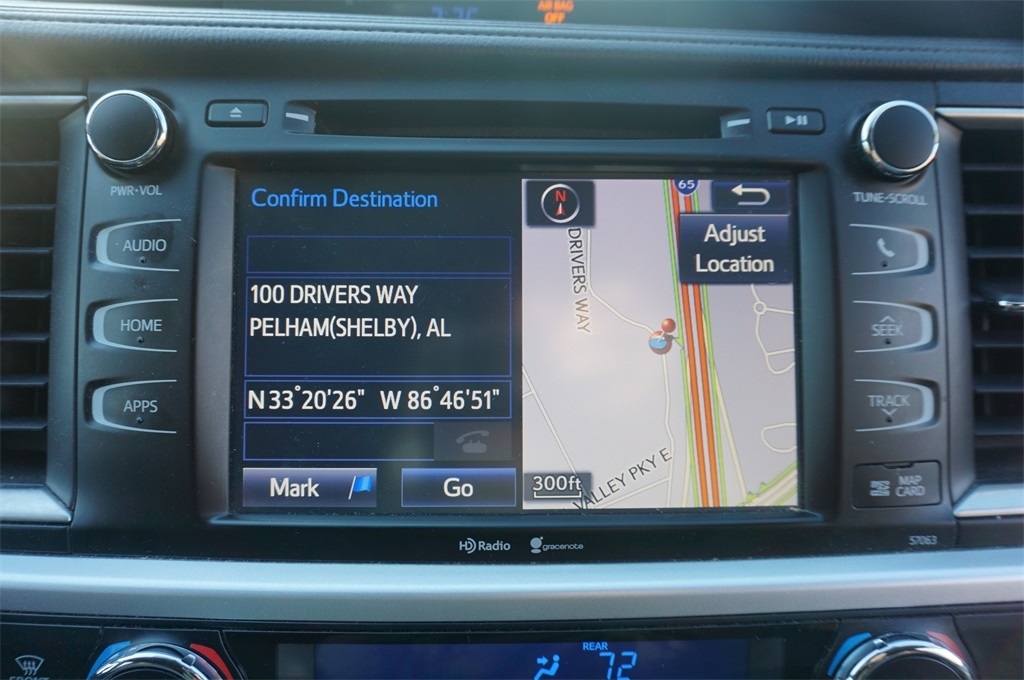 AIR BAG
OFF
PWR•VOL
TUNE•SCROLL
AUDIO
HOME
APPS
SEEK
TRACK
MAP
CARD
57063
Confirm Destination
100 DRIVERS WAY
PELHAM(SHELBY), AL
N 33°20'26" W 86°46'51"
Mark
Go
N
65
Adjust
Location
DRIVERS WAY
VALLEY PKY E
300ft
HD Radio
gracenote
FRONT
REAR
72